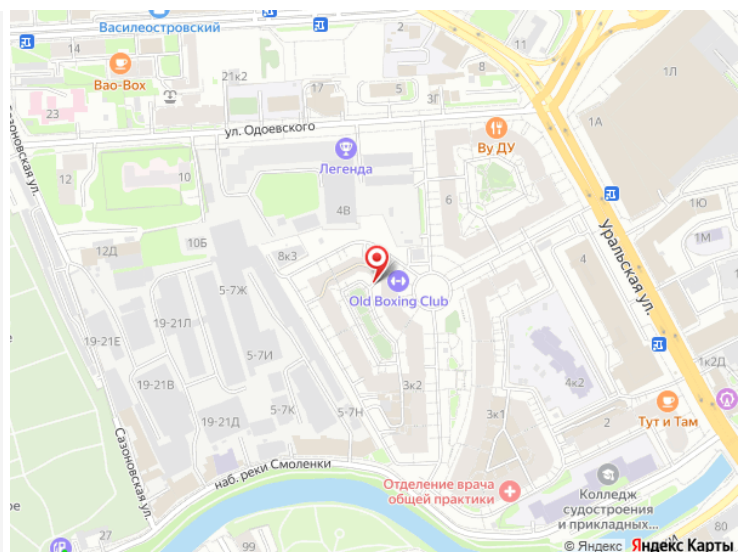 Василеостровский
11
Bao-Box
21к2
17
5
8
3Г
1Л
23
1А
ул. Одоевского
Ву ДУ
Легенда
Сазоновская ул.
12
10
6
4В
1Ю
10Б
12Д
8к3
1М
Уральская ул.
4
5-7Ж
Old Boxing Club
19-21Л
19-21Е
5-7И
1к2Д
19-21В
3к2
4к2
5-7К
5-7Н
19-21Д
3к1
2
Тут и Там
Сазоновская ул.
наб. реки Смоленки
Отделение врача
общей практики
Колледж
судостроения
и прикладных...
27
99
80
© Яндекс Яндекс Карты